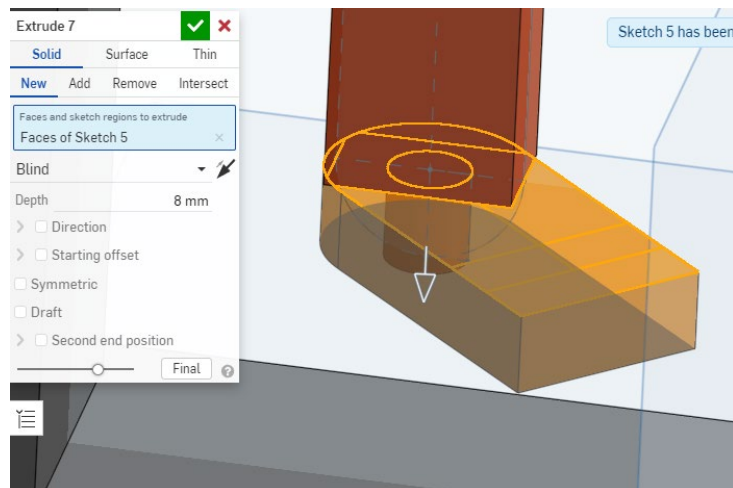 Extrude 7
Sketch 5 has been
Solid Surface Thin
New Add Remove Intersect
Faces and sketch regions to extrude
Faces of Sketch 5
Blind
Depth 8 mm
Direction
Starting offset
Symmetric
Draft
Second end position
Final